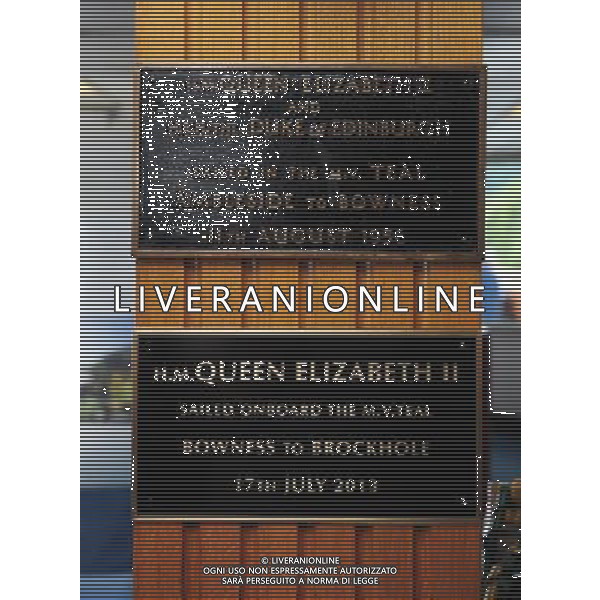 H.M. QUEEN ELIZABETH II
AND
DUKE of EDINBURGH
SAILED IN THE M.V. TEAL
AMBLESIDE TO BOWNESS
AUGUST 1956
LIVERANIONLINE
H.M. QUEEN ELIZABETH II
SAILED ONBOARD THE M.V. TEAL
BOWNESS TO BROCKHOLE
17TH JULY 2013
© LIVERANIONLINE
OGNI USO NON ESPRESSAMENTE AUTORIZZATO
SARÀ PERSEGUITO A NORMA DI LEGGE